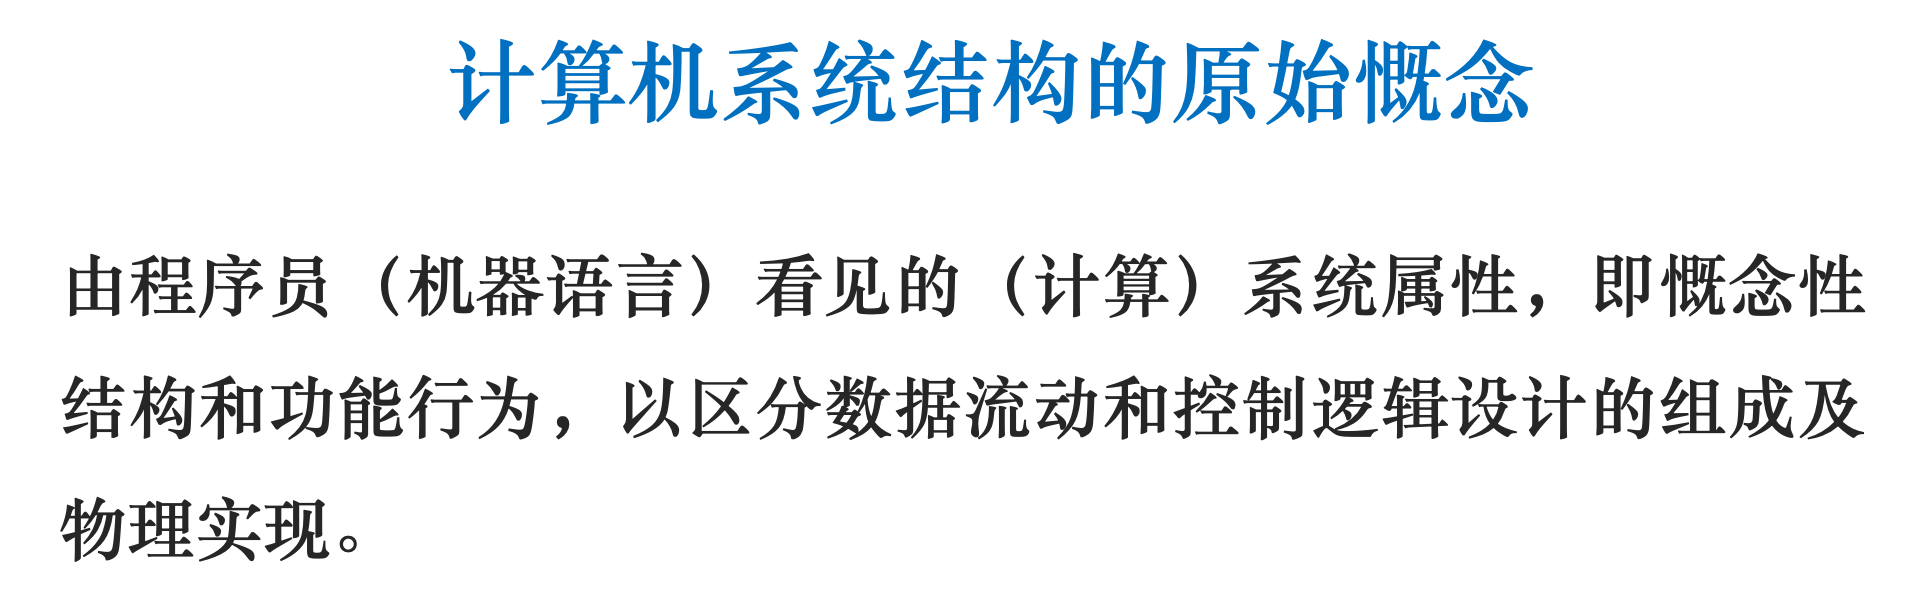 计算机系统结构的原始慨念
由程序员（机器语言）看见的（计算）系统属性，即慨念性
结构和功能行为，以区分数据流动和控制逻辑设计的组成及
物理实现。